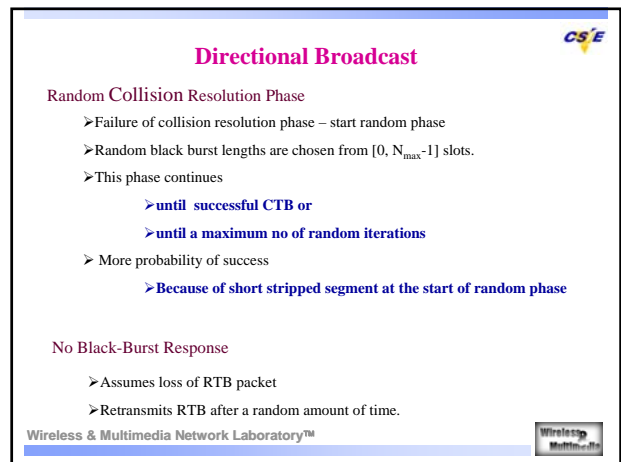 CS/E
Directional Broadcast
Random Collision Resolution Phase
➢Failure of collision resolution phase – start random phase
➢Random black burst lengths are chosen from [0, Nmax-1] slots.
➢This phase continues
➢until successful CTB or
➢until a maximum no of random iterations
➢ More probability of success
➢Because of short stripped segment at the start of random phase
No Black-Burst Response
➢Assumes loss of RTB packet
➢Retransmits RTB after a random amount of time.
Wireless & Multimedia Network Laboratory™
Wireless
Multimedia